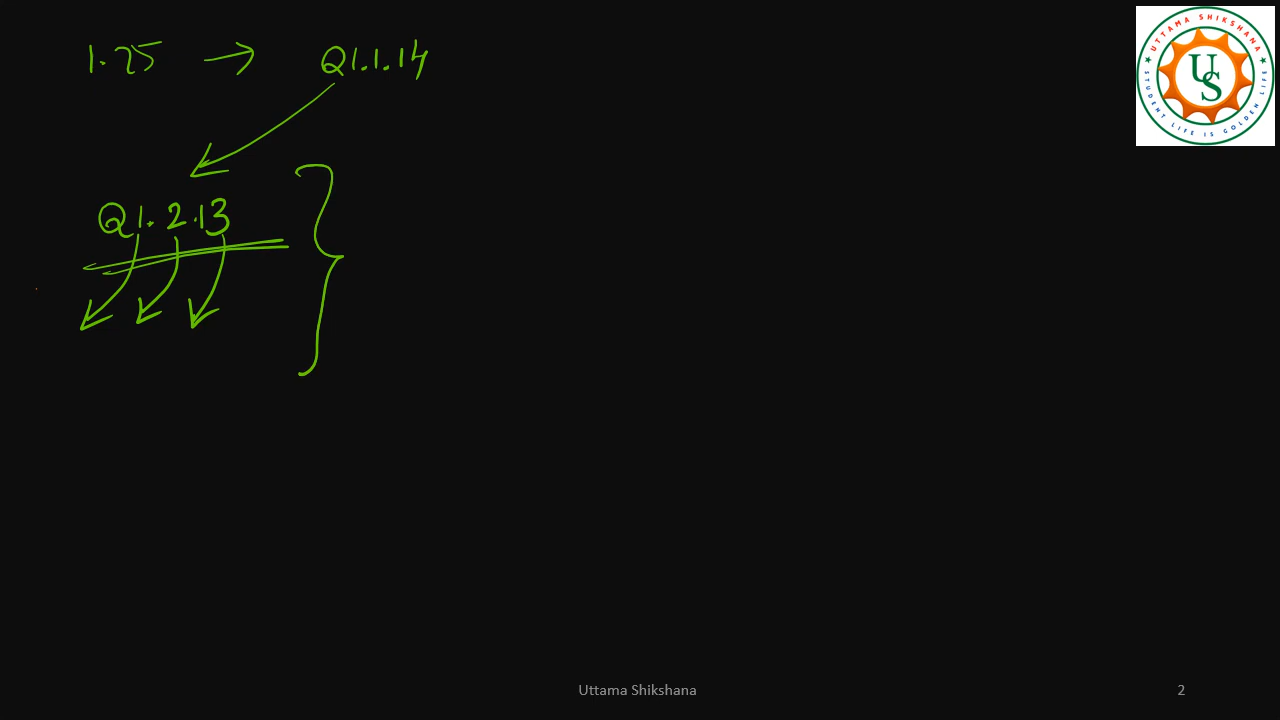 1.25 → Q1.1.14
Q1.2.13
UTTAMA SHIKSHANA
US
STUDENT LIFE IS GOLDEN LIFE
Uttama Shikshana
2